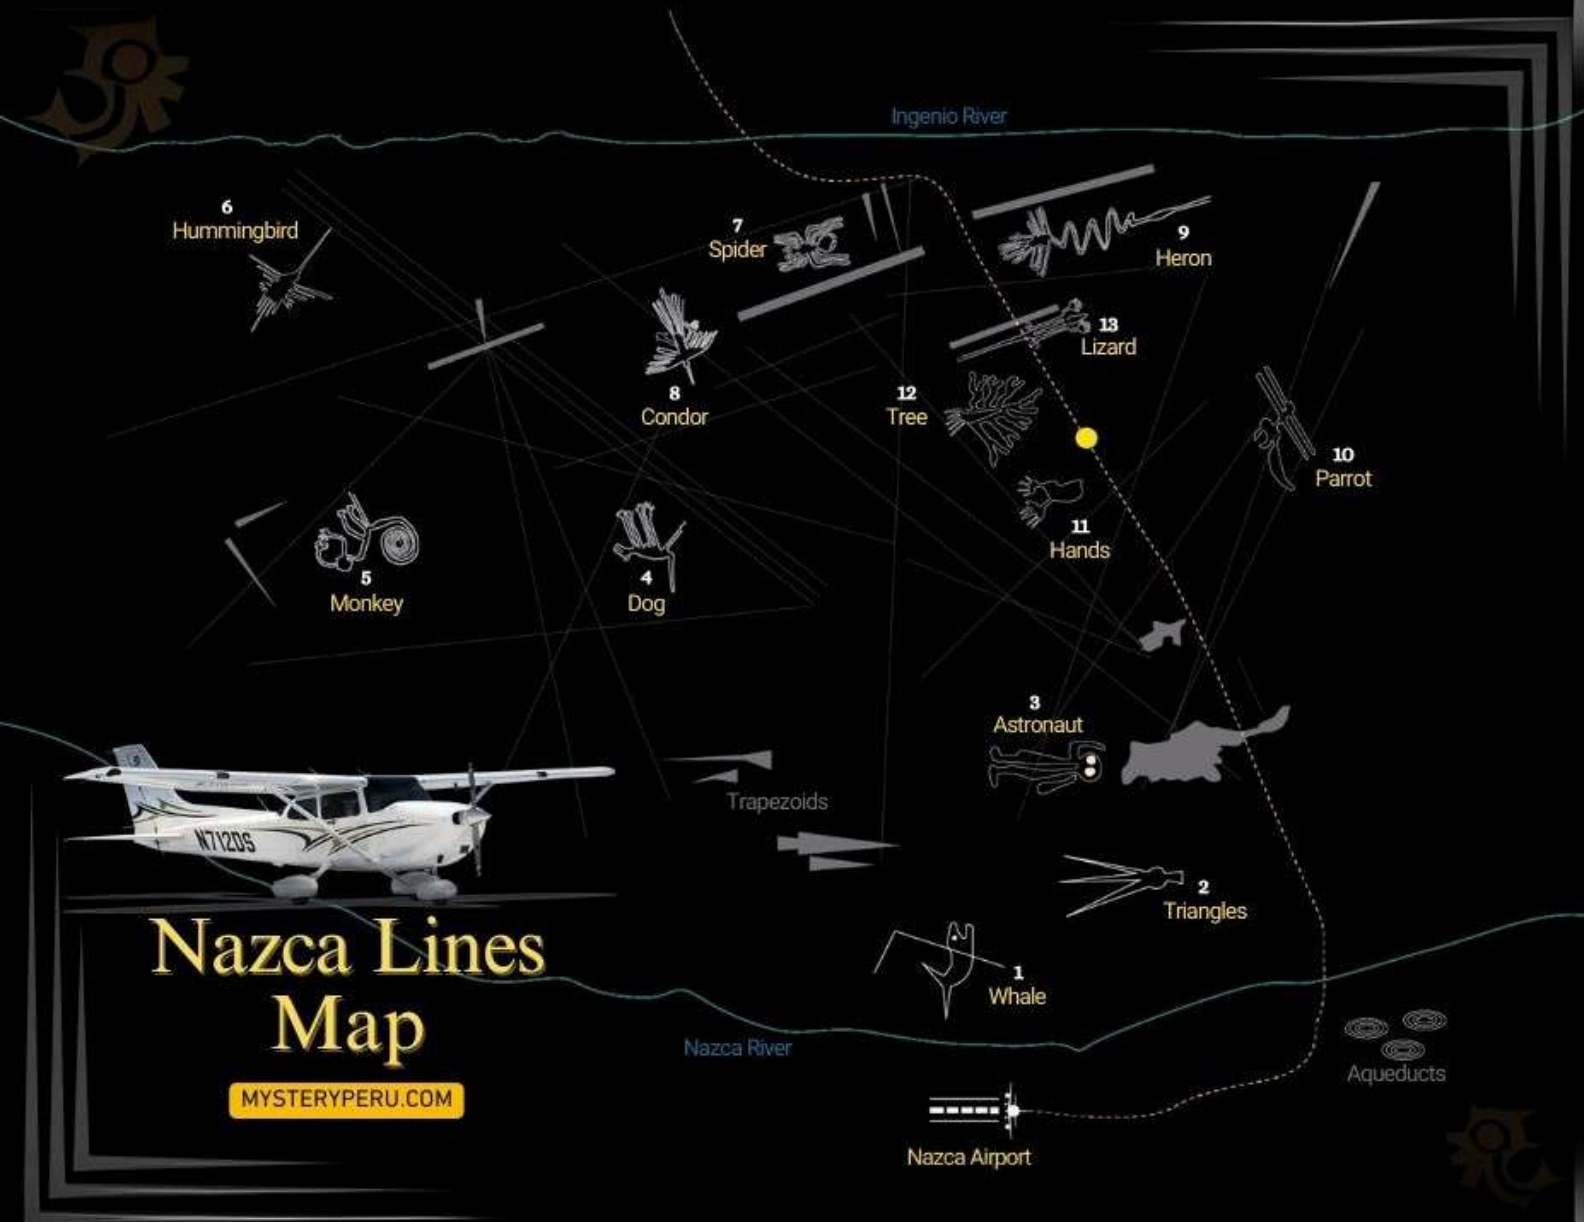 Ingenio River
6
Hummingbird
7
Spider
9
Heron
13
Lizard
8
Condor
12
Tree
10
Parrot
11
Hands
5
Monkey
4
Dog
3
Astronaut
Trapezoids
N712DS
2
Triangles
Nazca Lines
Map
1
Whale
Nazca River
Aqueducts
MYSTERYPERU.COM
Nazca Airport